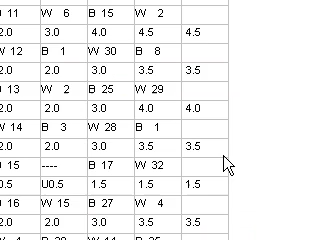 11 W 6 B 15 W 2
2.0 3.0 4.0 4.5 4.5
W 12 B 1 W 30 B 8
2.0 2.0 3.0 3.5 3.5
13 W 2 B 25 W 29
2.0 2.0 3.0 4.0 4.0
W 14 B 3 W 28 B 1
2.0 2.0 3.0 3.5 3.5
15 ---- B 17 W 32
0.5 U0.5 1.5 1.5 1.5
16 W 15 B 27 W 4
2.0 2.0 3.0 3.5 3.5